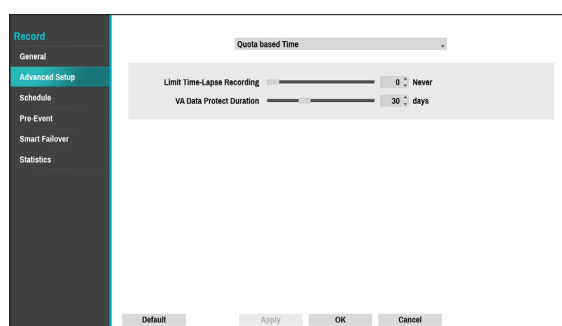 Record
General
Advanced Setup
Schedule
Pre-Event
Smart Failover
Statistics
Quota based Time
Limit Time-Lapse Recording 0 Never
VA Data Protect Duration 30 days
Default Apply OK Cancel